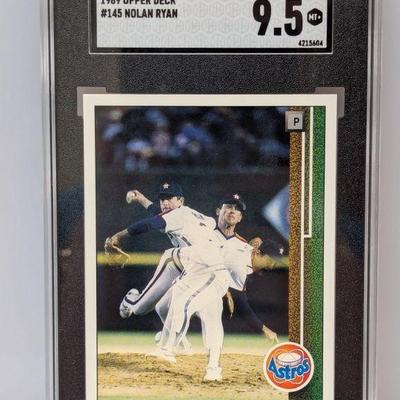 1989 UPPER DECK
#145 NOLAN RYAN
9.5
MT+
4215604
P
Astros